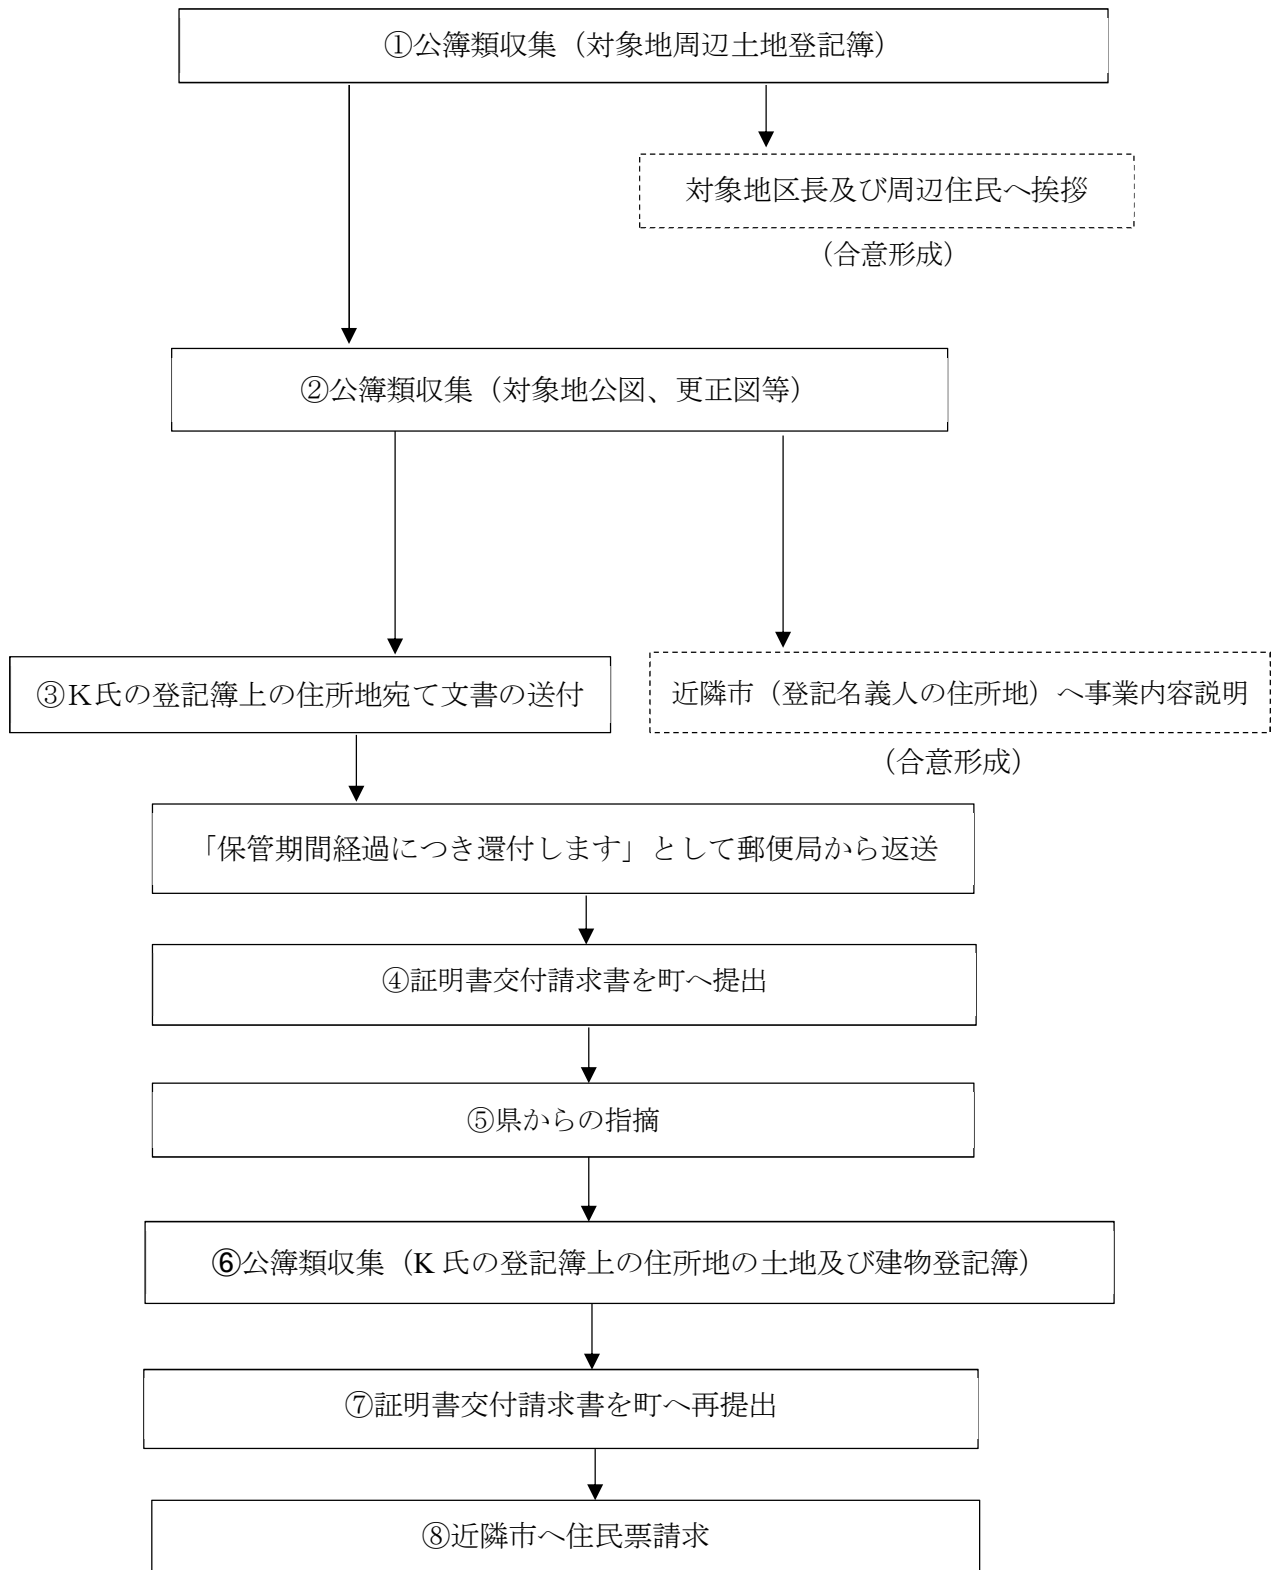 ①公簿類収集（対象地周辺土地登記簿）
対象地区長及び周辺住民へ挨拶
（合意形成）
②公簿類収集（対象地公図、更正図等）
③K氏の登記簿上の住所地宛て文書の送付
近隣市（登記名義人の住所地）へ事業内容説明
（合意形成）
「保管期間経過につき還付します」として郵便局から返送
④証明書交付請求書を町へ提出
⑤県からの指摘
⑥公簿類収集（K 氏の登記簿上の住所地の土地及び建物登記簿）
⑦証明書交付請求書を町へ再提出
⑧近隣市へ住民票請求